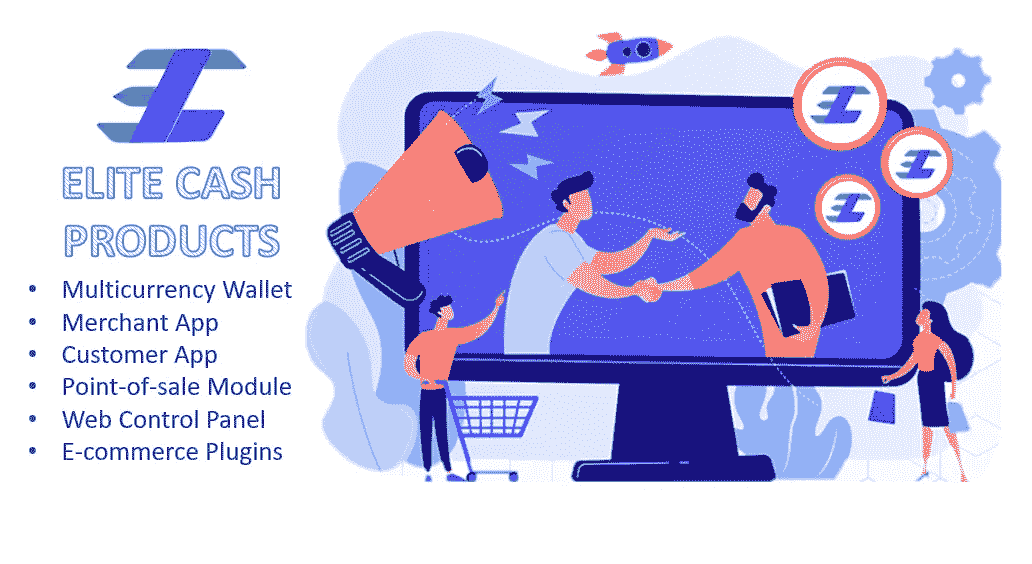 ELITE CASH
PRODUCTS
• Multicurrency Wallet
• Merchant App
• Customer App
• Point-of-sale Module
• Web Control Panel
• E-commerce Plugins